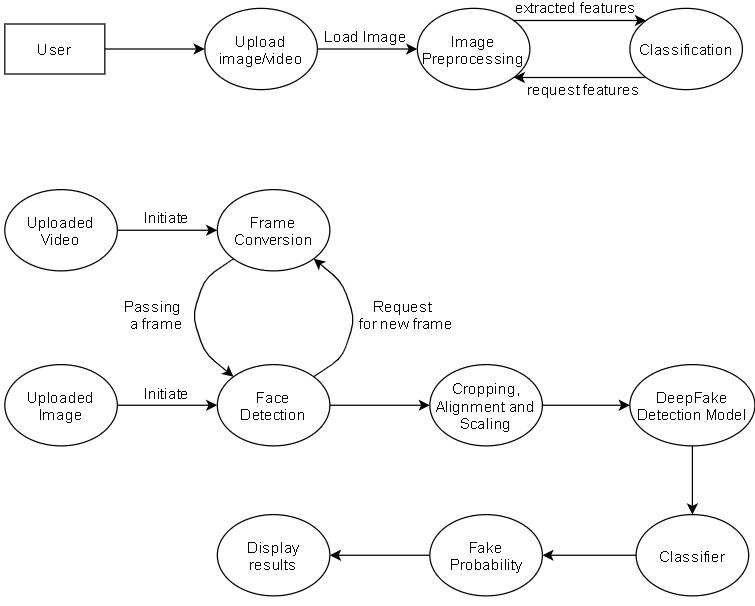 User
Upload
image/video
Load Image
Image
Preprocessing
extracted features
request features
Classification
Uploaded
Video
Initiate
Frame
Conversion
Passing
a frame
Request
for new frame
Uploaded
Image
Initiate
Face
Detection
Cropping,
Alignment and
Scaling
DeepFake
Detection Model
Classifier
Fake
Probability
Display
results